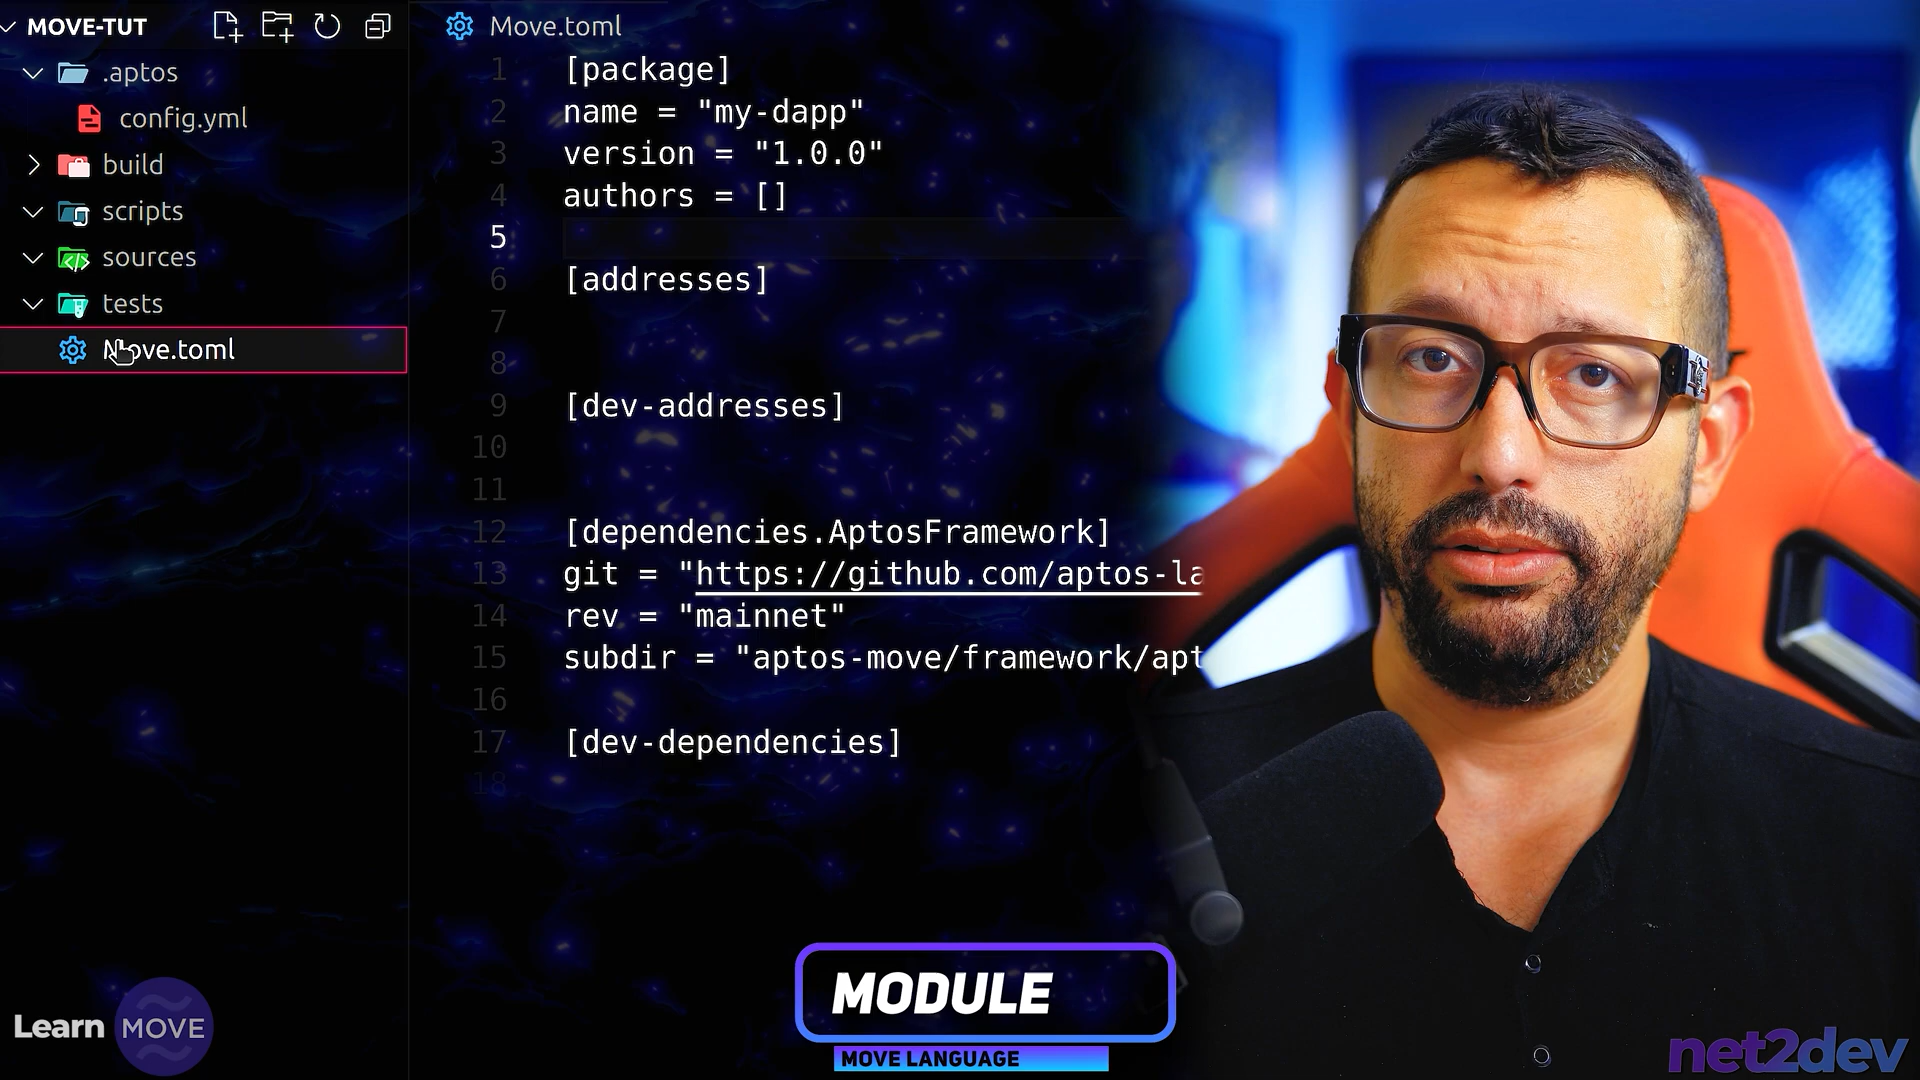 MOVE-TUT
.aptos
config.yml
build
scripts
sources
tests
Move.toml
Move.toml
1 [package]
2 name = "my-dapp"
3 version = "1.0.0"
4 authors = []
5
6 [addresses]
7
8
9 [dev-addresses]
10
11
12 [dependencies.AptosFramework]
13 git = "https://github.com/aptos-la
14 rev = "mainnet"
15 subdir = "aptos-move/framework/apt
16
17 [dev-dependencies]
18
MODULE
MOVE LANGUAGE
Learn MOVE
net2dev